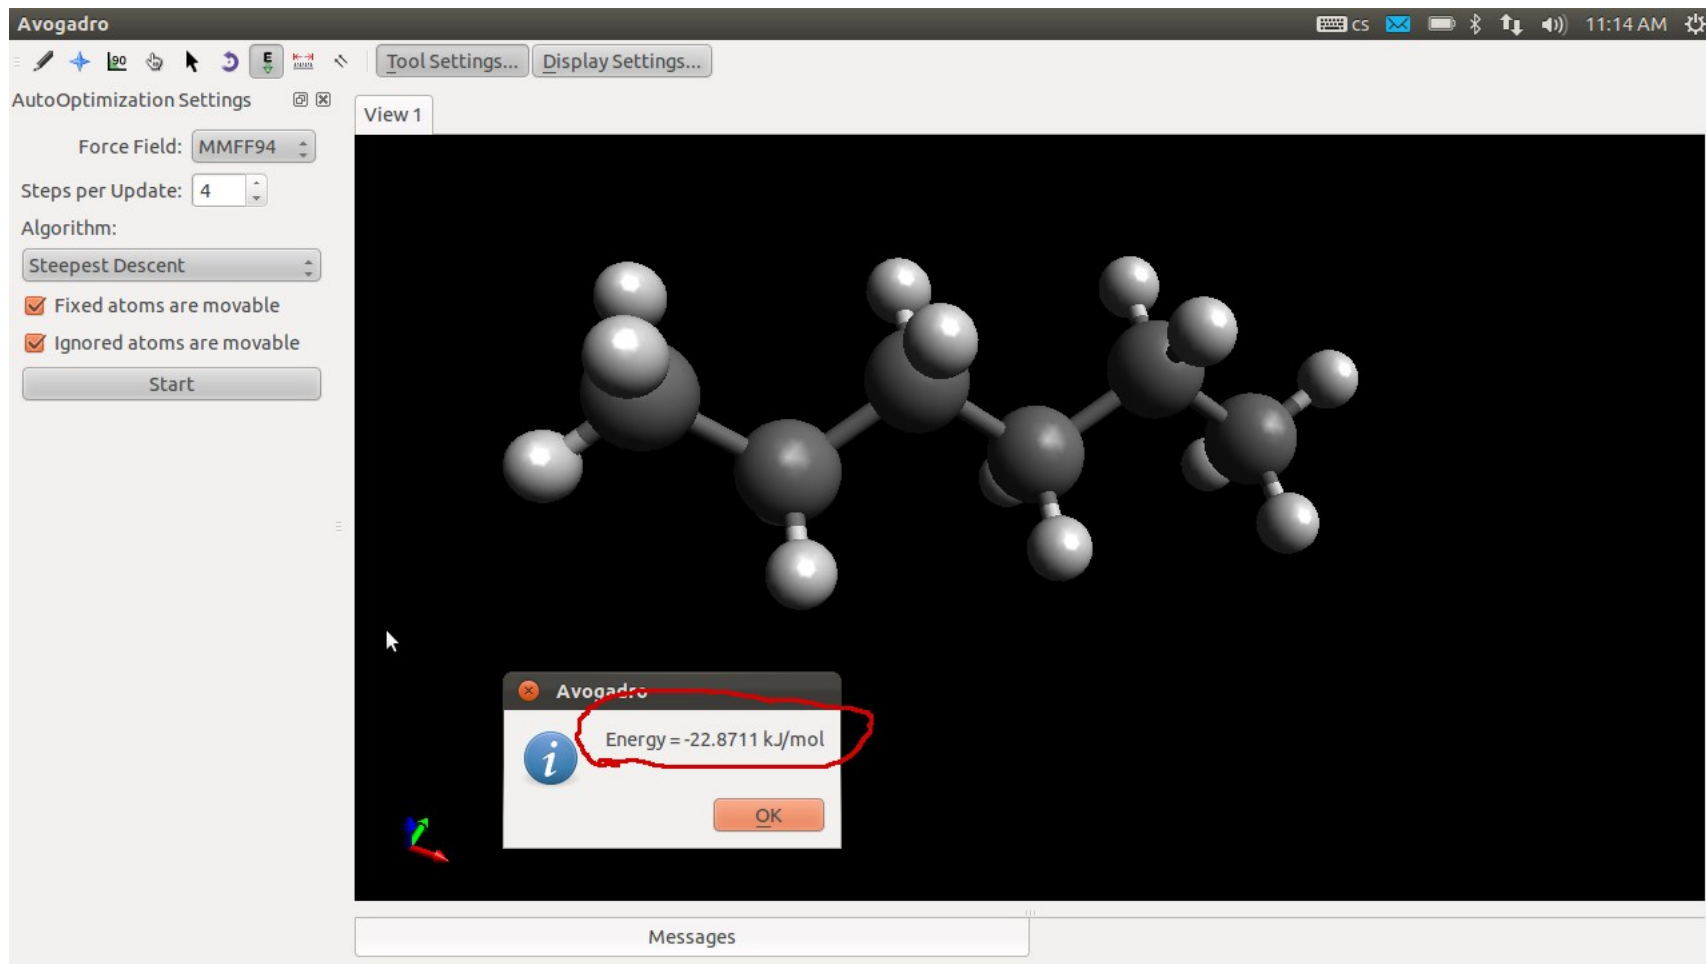 Avogadro
cs 11:14 AM
90 E Tool Settings... Display Settings...
AutoOptimization Settings
View 1
Force Field: MMFF94
Steps per Update: 4
Algorithm:
Steepest Descent
Fixed atoms are movable
Ignored atoms are movable
Start
Avogadro
Energy = -22.8711 kJ/mol
OK
Messages